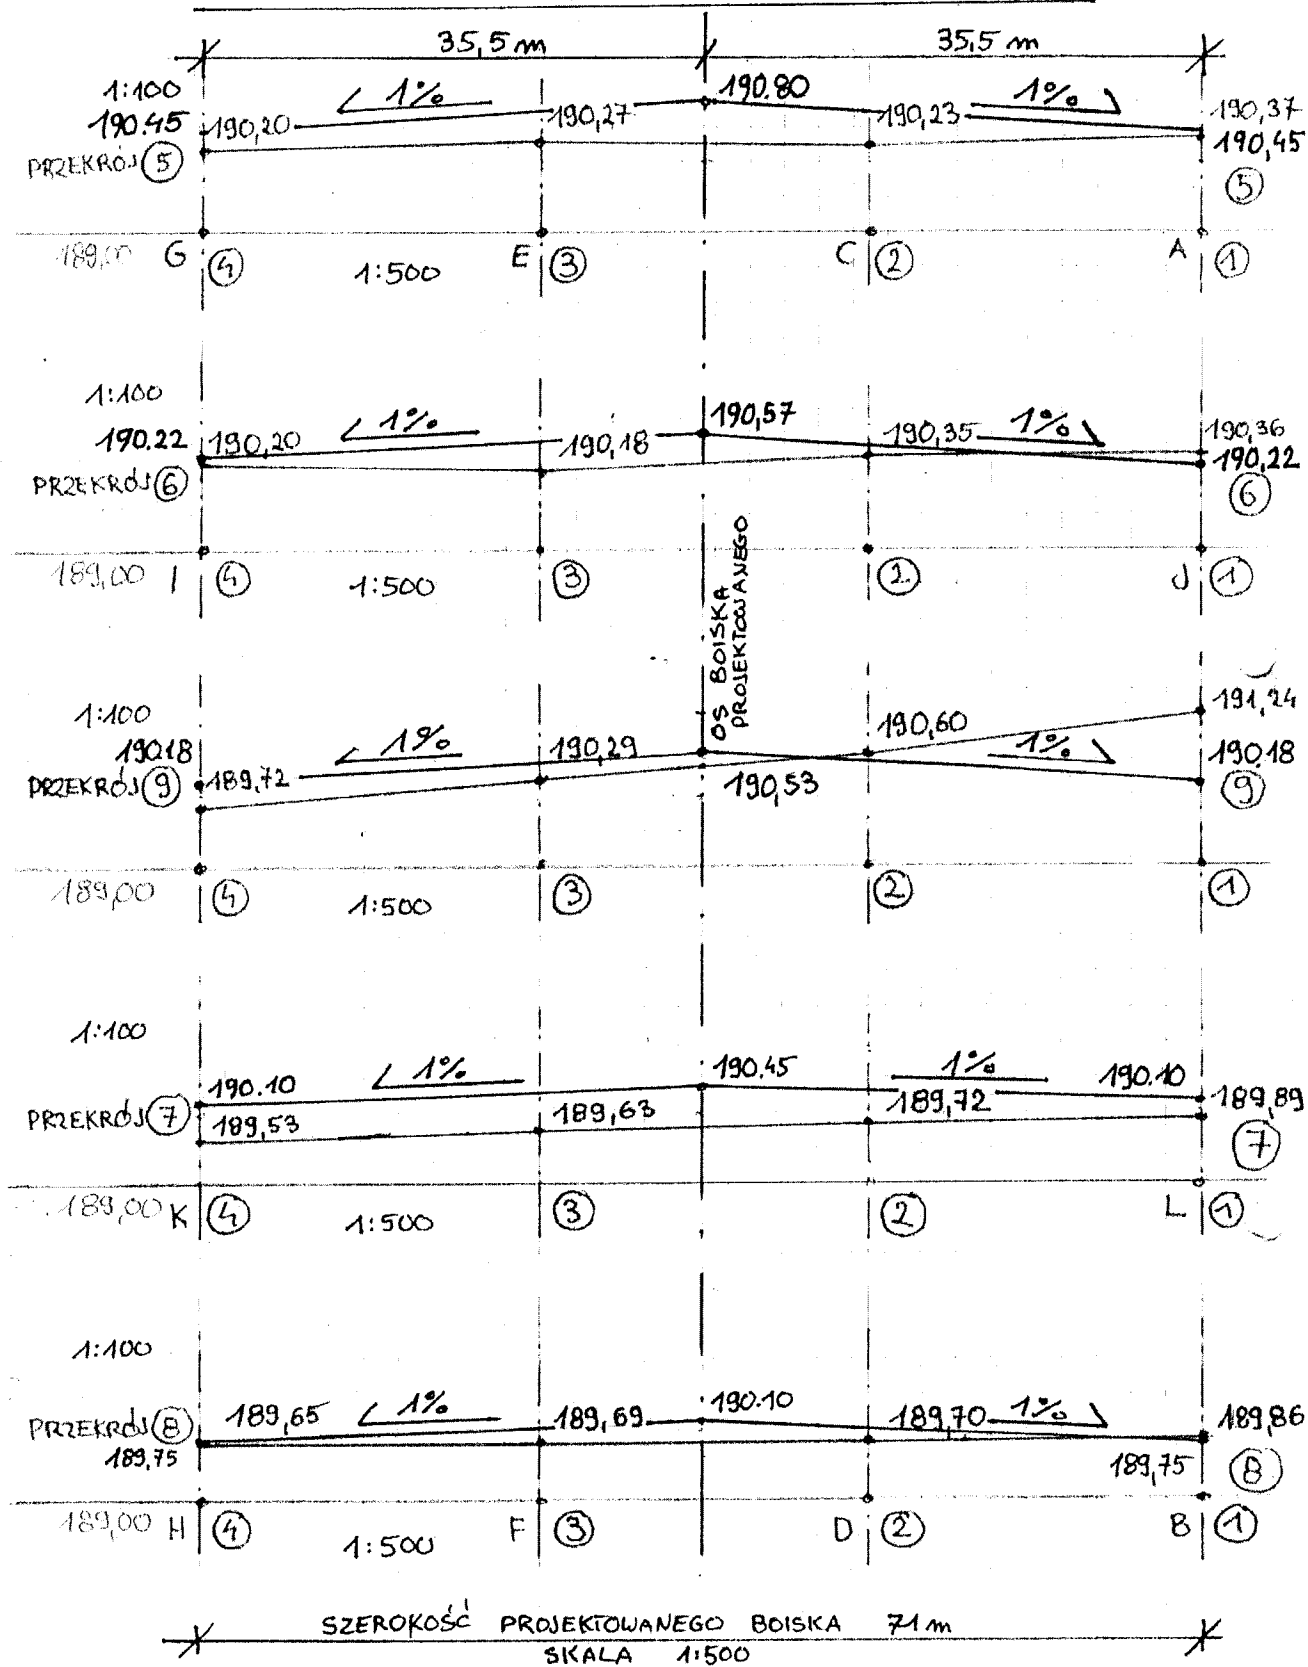 35,5 m 35,5 m
1:100 1% 190.80 1%
190.45 190,20 190,27 190,23 190,37
PRZEKRÓJ 5 190,45
5
189,00 G 4 1:500 E 3 C 2 A 1
1:100
190.22 190,20 1% 190,18 190,57 190,35 1% 190,36
PRZEKRÓJ 6 190,22
6
189,00 I 4 1:500 3 2 J 1
OŚ BOISKA
PROJEKTOWANEGO
1:100 191,24
190.18 1% 190,29 190,60 1% 190.18
PRZEKRÓJ 9 189,72 190,53 9
189,00 4 1:500 3 2 1
1:100
190.10 1% 190.45 1% 190.10
PRZEKRÓJ 7 189,53 189,63 189,72 189,89
7
189,00 K 4 1:500 3 2 L 1
1:100
PRZEKRÓJ 8 189,65 1% 189,69 190.10 189,70 1% 189,86
189,75 189,75 8
189,00 H 4 1:500 F 3 D 2 B 1
SZEROKOŚĆ PROJEKTOWANEGO BOISKA 71 m
SKALA 1:500